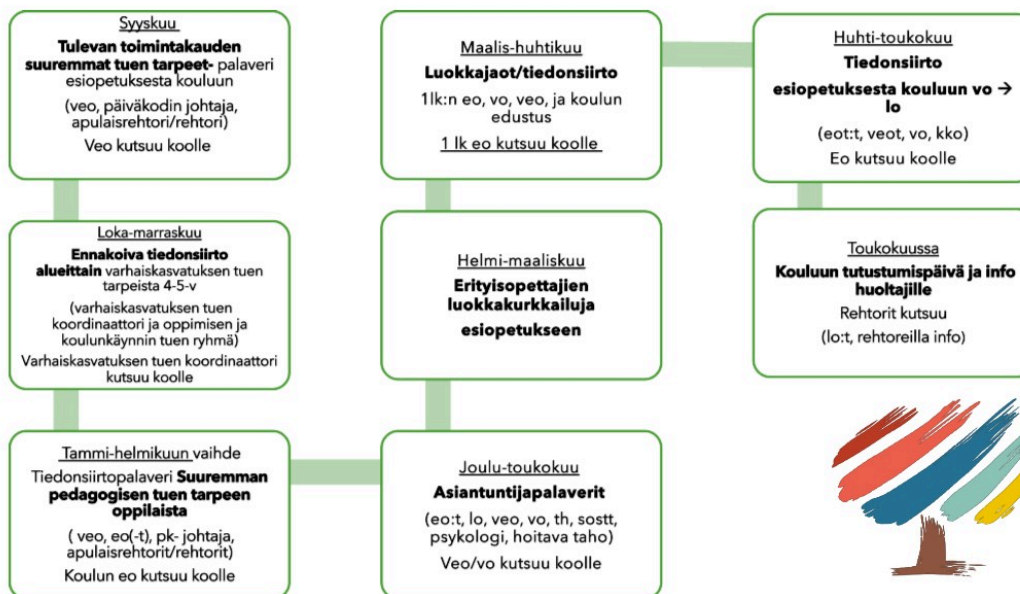 Syyskuu
Tulevan toimintakauden
suuremmat tuen tarpeet- palaveri
esiopetuksesta kouluun
(veo, päiväkodin johtaja,
apulaisrehtori/rehtori)
Veo kutsuu koolle
Loka-marraskuu
Ennakoiva tiedonsiirto
alueittain varhaiskasvatuksen tuen
tarpeista 4-5-v
(varhaiskasvatuksen tuen
koordinaattori ja oppimisen ja
koulunkäynnin tuen ryhmä)
Varhaiskasvatuksen tuen koordinaattori
kutsuu koolle
Tammi-helmikuun vaihde
Tiedonsiirtopalaveri Suuremman
pedagogisen tuen tarpeen
oppilaista
( veo, eo(-t), pk- johtaja,
apulaisrehtorit/rehtorit)
Koulun eo kutsuu koolle
Joulu-toukokuu
Asiantuntijapalaverit
(eo:t, lo, veo, vo, th, sostt,
psykologi, hoitava taho)
Veo/vo kutsuu koolle
Helmi-maaliskuu
Erityisopettajien
luokkakurkkailuja
esiopetukseen
Maalis-huhtikuu
Luokkajaot/tiedonsiirto
1lk:n eo, vo, veo, ja koulun
edustus
1 lk eo kutsuu koolle
Huhti-toukokuu
Tiedonsiirto
esiopetuksesta kouluun vo →
lo
(eot:t, veot, vo, kko)
Eo kutsuu koolle
Toukokuussa
Kouluun tutustumispäivä ja info
huoltajille
Rehtorit kutsuu
(lo:t, rehtoreilla info)